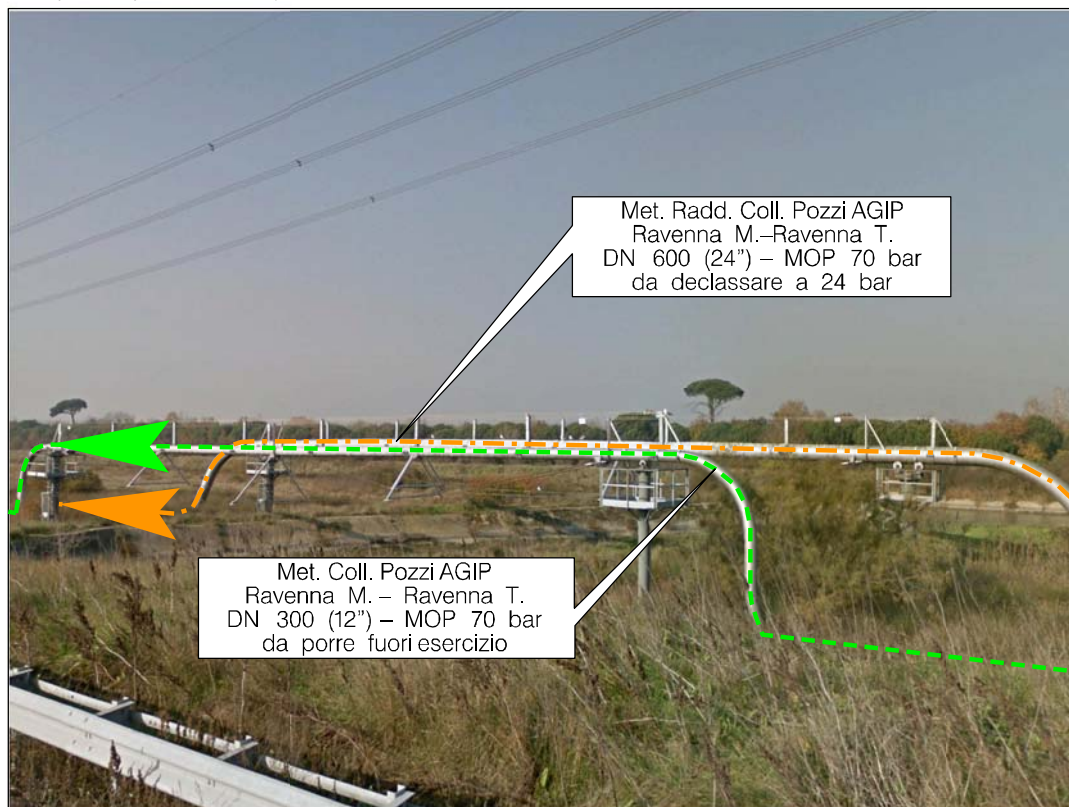 Met. Radd. Coll. Pozzi AGIP
Ravenna M.–Ravenna T.
DN 600 (24") – MOP 70 bar
da declassare a 24 bar
Met. Coll. Pozzi AGIP
Ravenna M. – Ravenna T.
DN 300 (12") – MOP 70 bar
da porre fuori esercizio